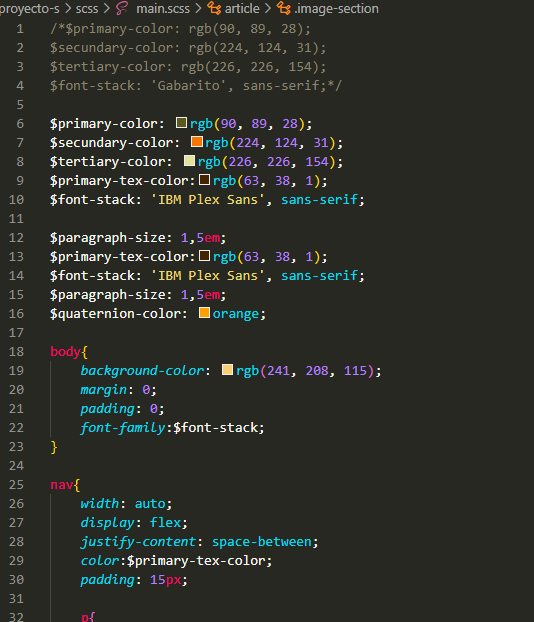 proyecto-s > scss > main.scss > article > .image-section
1 /*$primary-color: rgb(90, 89, 28);
2 $secundary-color: rgb(224, 124, 31);
3 $tertiary-color: rgb(226, 226, 154);
4 $font-stack: 'Gabarito', sans-serif;*/
5
6 $primary-color: rgb(90, 89, 28);
7 $secundary-color: rgb(224, 124, 31);
8 $tertiary-color: rgb(226, 226, 154);
9 $primary-tex-color: rgb(63, 38, 1);
10 $font-stack: 'IBM Plex Sans', sans-serif;
11
12 $paragraph-size: 1,5em;
13 $primary-tex-color: rgb(63, 38, 1);
14 $font-stack: 'IBM Plex Sans', sans-serif;
15 $paragraph-size: 1,5em;
16 $quaternion-color: orange;
17
18 body{
19 background-color: rgb(241, 208, 115);
20 margin: 0;
21 padding: 0;
22 font-family:$font-stack;
23 }
24
25 nav{
26 width: auto;
27 display: flex;
28 justify-content: space-between;
29 color:$primary-tex-color;
30 padding: 15px;
31
32 p{